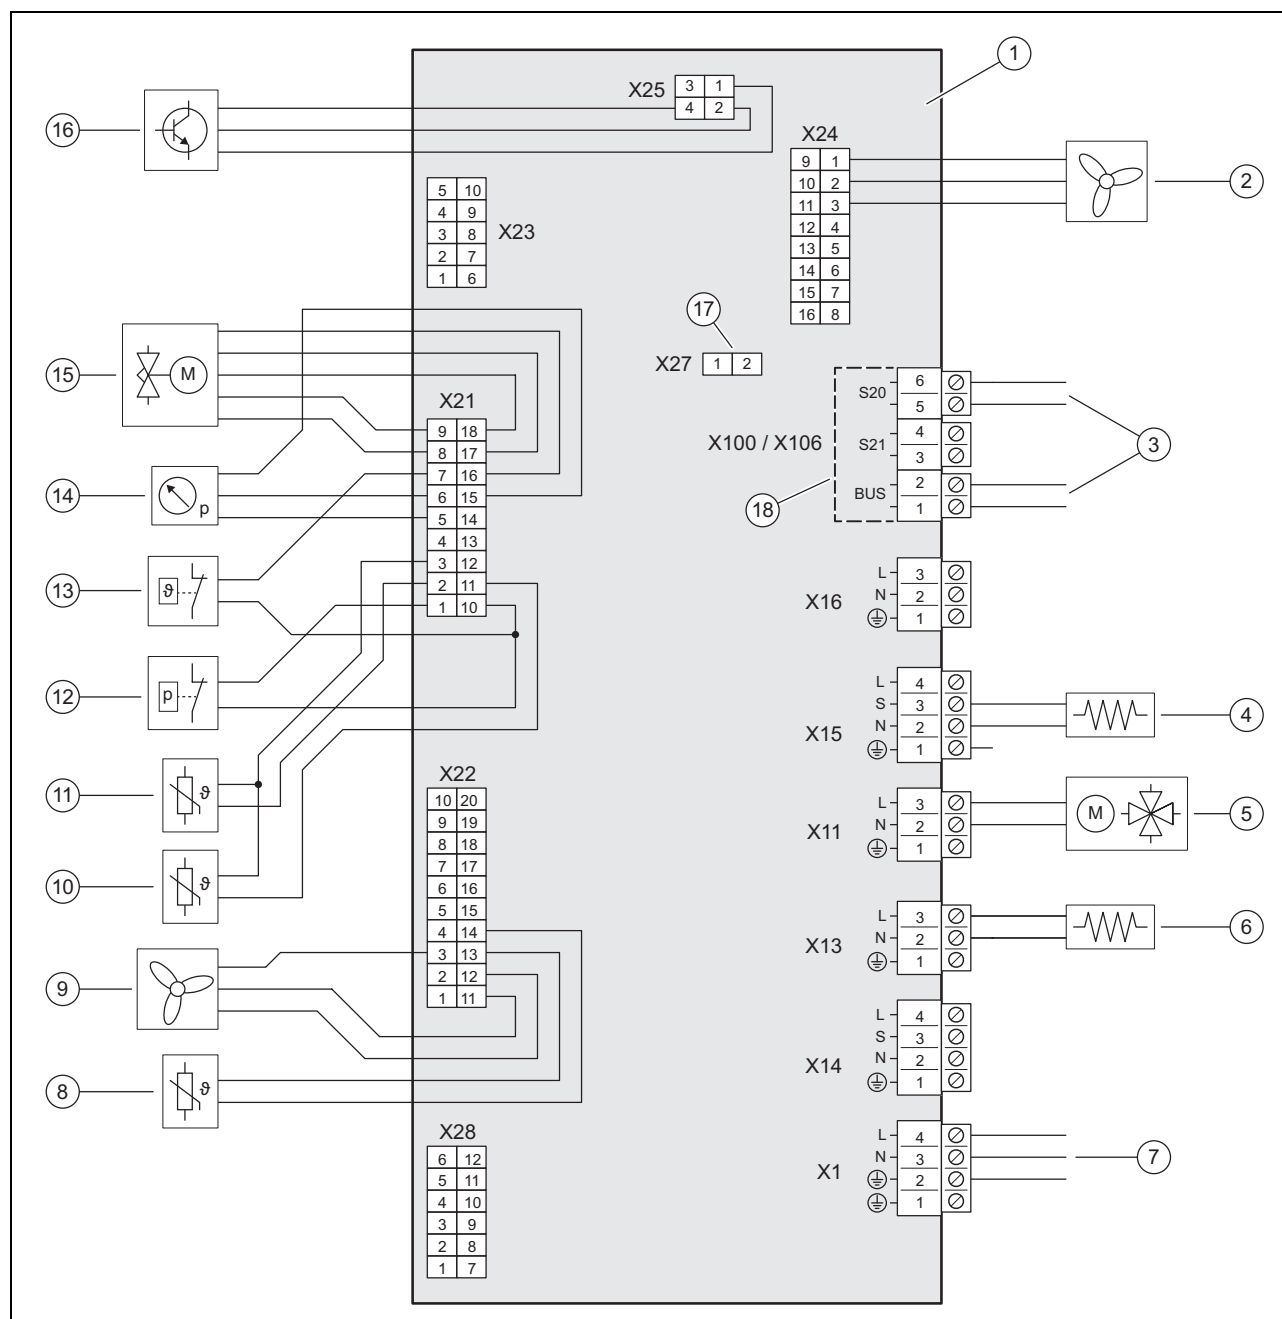 1
X25
3 1
4 2
16
X24
9 1
10 2
11 3
12 4
13 5
14 6
15 7
16 8
2
5 10
4 9
3 8
2 7
1 6
X23
17
X27
1 2
15
M
X21
9 18
8 17
7 16
6 15
5 14
4 13
3 12
2 11
1 10
S20
6
5
X100 / X106
S21
4
3
BUS
2
1
3
18
14
p
13
ϑ
12
p
X16
L 3
N 2
1
X15
L 4
S 3
N 2
1
4
11
ϑ
10
ϑ
X22
10 20
9 19
8 18
7 17
6 16
5 15
4 14
3 13
2 12
1 11
X11
L 3
N 2
1
M
5
X13
L 3
N 2
1
6
9
8
ϑ
X14
L 4
S 3
N 2
1
X28
6 12
5 11
4 10
3 9
2 8
1 7
X1
L 4
N 3
2
1
7